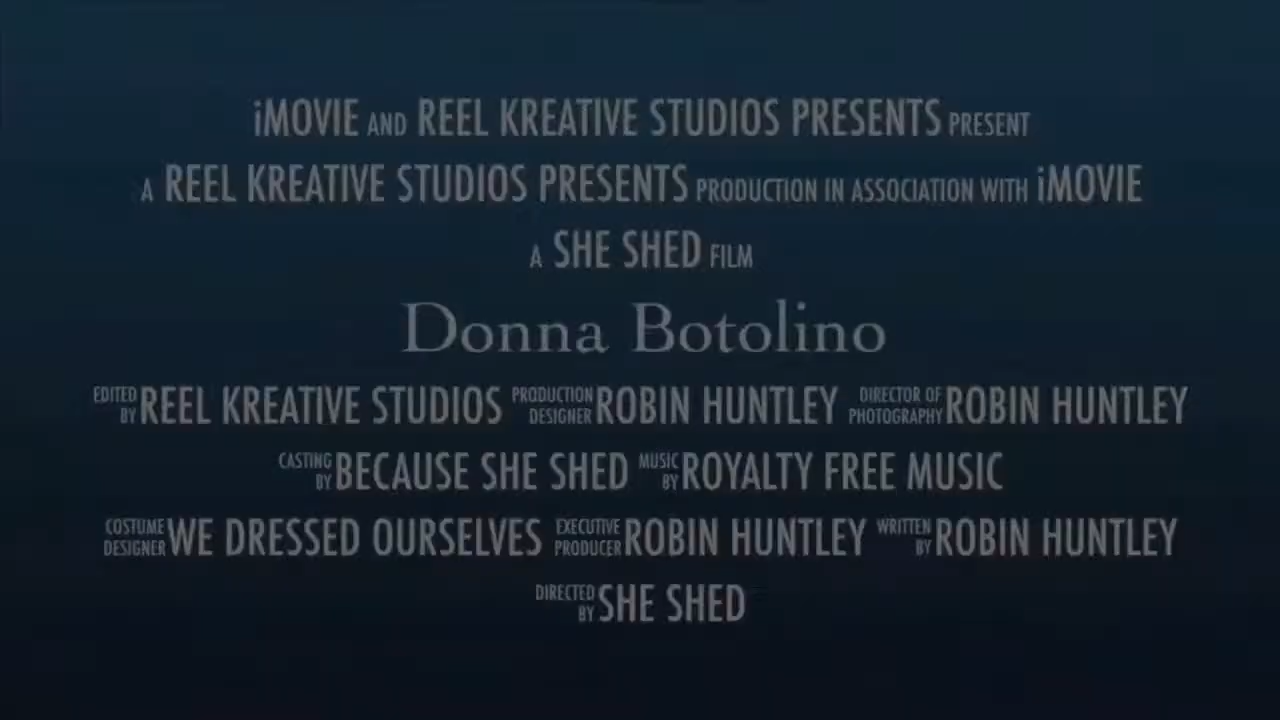 iMOVIE AND REEL KREATIVE STUDIOS PRESENTS PRESENT
A REEL KREATIVE STUDIOS PRESENTS PRODUCTION IN ASSOCIATION WITH iMOVIE
A SHE SHED FILM
Donna Botolino
EDITED BY REEL KREATIVE STUDIOS PRODUCTION DESIGNER ROBIN HUNTLEY DIRECTOR OF PHOTOGRAPHY ROBIN HUNTLEY
CASTING BY BECAUSE SHE SHED MUSIC BY ROYALTY FREE MUSIC
COSTUME DESIGNER WE DRESSED OURSELVES EXECUTIVE PRODUCER ROBIN HUNTLEY WRITTEN BY ROBIN HUNTLEY
DIRECTED BY SHE SHED